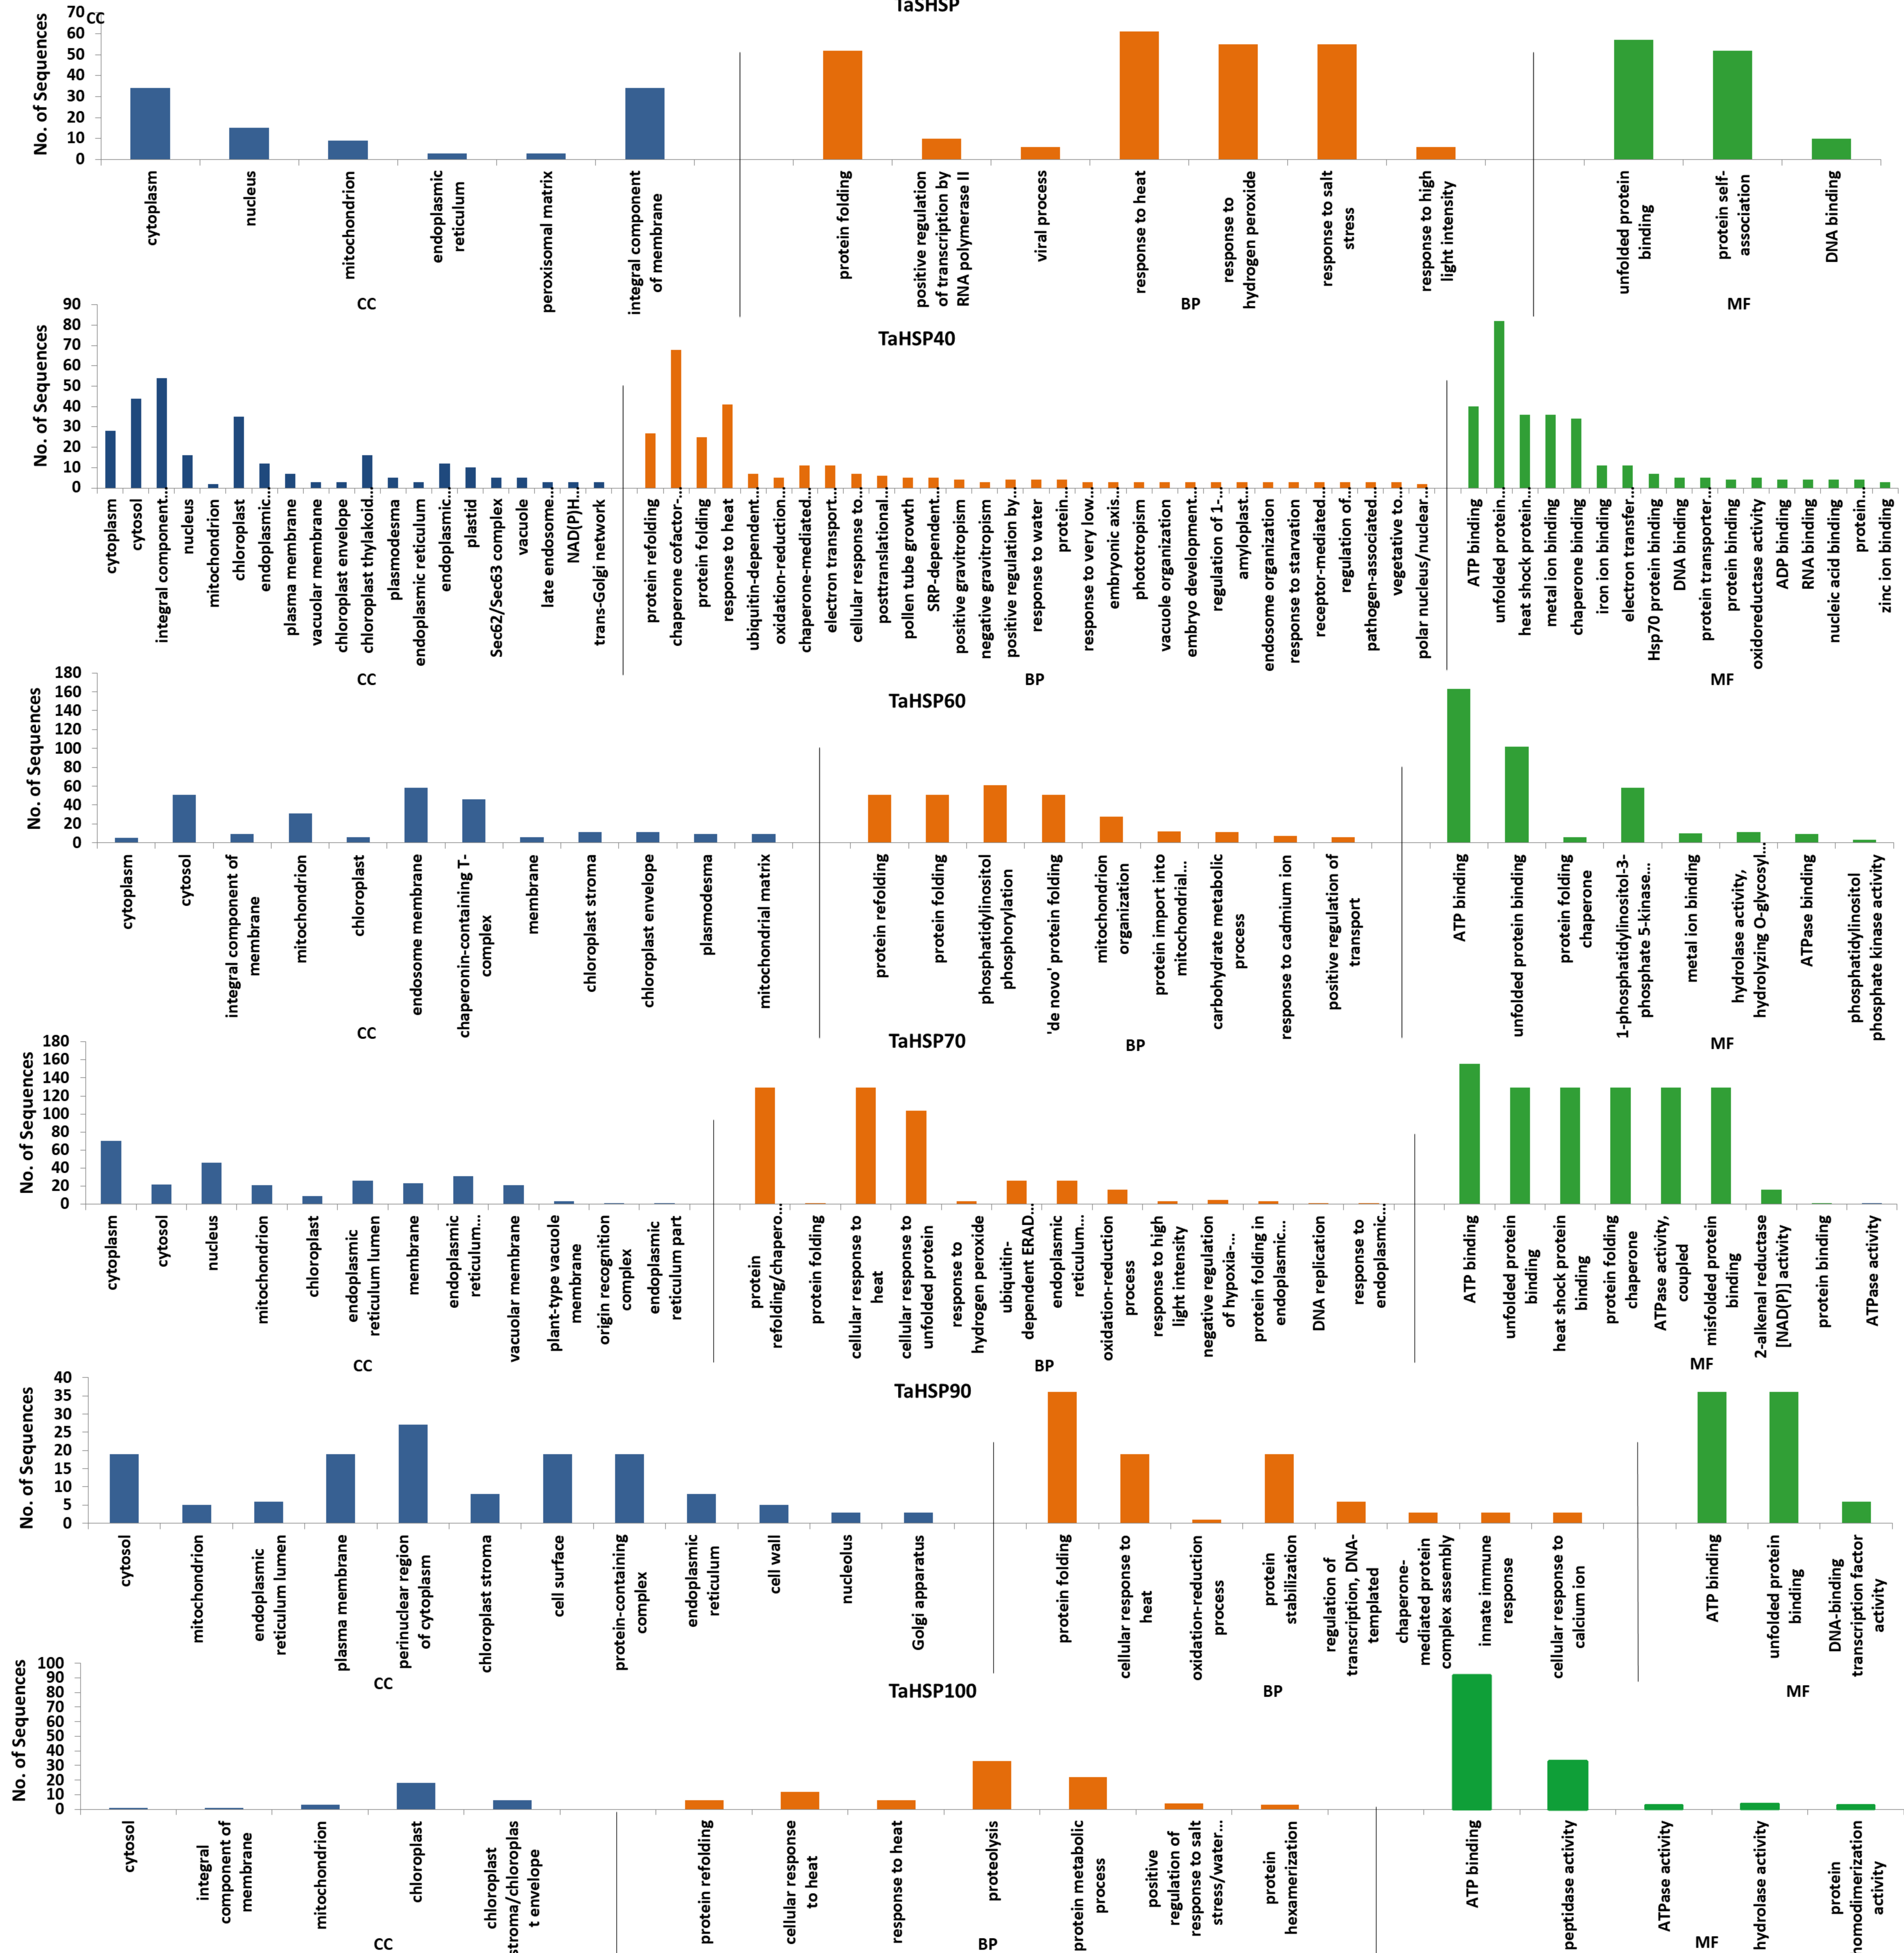 TaSHSP
CC
No. of Sequences
70
60
50
40
30
20
10
0
cytoplasm
nucleus
mitochondrion
endoplasmic
reticulum
peroxisomal matrix
integral component
of membrane
protein folding
positive regulation
of transcription by
RNA polymerase II
viral process
response to heat
response to
hydrogen peroxide
response to salt
stress
response to high
light intensity
unfolded protein
binding
protein self-
association
DNA binding
CC
BP
MF
TaHSP40
No. of Sequences
90
80
70
60
50
40
30
20
10
0
cytoplasm
cytosol
integral component…
nucleus
mitochondrion
chloroplast
endoplasmic…
plasma membrane
vacuolar membrane
chloroplast envelope
chloroplast thylakoid…
plasmodesma
endoplasmic reticulum
endoplasmic…
plastid
Sec62/Sec63 complex
vacuole
late endosome…
NAD(P)H…
trans-Golgi network
protein refolding
chaperone cofactor-…
protein folding
response to heat
ubiquitin-dependent…
oxidation-reduction…
chaperone-mediated…
electron transport…
cellular response to…
posttranslational…
pollen tube growth
SRP-dependent…
positive gravitropism
negative gravitropism
positive regulation by…
response to water
protein…
response to very low…
embryonic axis…
phototropism
vacuole organization
embryo development…
regulation of 1-…
amyloplast…
endosome organization
response to starvation
receptor-mediated…
regulation of…
pathogen-associated…
vegetative to…
polar nucleus/nuclear…
ATP binding
unfolded protein…
heat shock protein…
metal ion binding
chaperone binding
iron ion binding
electron transfer…
Hsp70 protein binding
DNA binding
protein transporter…
protein binding
oxidoreductase activity
ADP binding
RNA binding
nucleic acid binding
protein…
zinc ion binding
CC
BP
MF
TaHSP60
No. of Sequences
180
160
140
120
100
80
60
40
20
0
cytoplasm
cytosol
integral component of
membrane
mitochondrion
chloroplast
endosome membrane
chaperonin-containing T-
complex
membrane
chloroplast stroma
chloroplast envelope
plasmodesma
mitochondrial matrix
protein refolding
protein folding
phosphatidylinositol
phosphorylation
'de novo' protein folding
mitochondrion
organization
protein import into
mitochondrial…
carbohydrate metabolic
process
response to cadmium ion
positive regulation of
transport
ATP binding
unfolded protein binding
protein folding
chaperone
1-phosphatidylinositol-3-
phosphate 5-kinase…
metal ion binding
hydrolase activity,
hydrolyzing O-glycosyl…
ATPase binding
phosphatidylinositol
phosphate kinase activity
CC
BP
MF
TaHSP70
No. of Sequences
180
160
140
120
100
80
60
40
20
0
cytoplasm
cytosol
nucleus
mitochondrion
chloroplast
endoplasmic
reticulum lumen
membrane
endoplasmic
reticulum…
vacuolar membrane
plant-type vacuole
membrane
origin recognition
complex
endoplasmic
reticulum part
protein
refolding/chapero…
protein folding
cellular response to
heat
cellular response to
unfolded protein
response to
hydrogen peroxide
ubiquitin-
dependent ERAD…
endoplasmic
reticulum…
oxidation-reduction
process
response to high
light intensity
negative regulation
of hypoxia-…
protein folding in
endoplasmic…
DNA replication
response to
endoplasmic…
ATP binding
unfolded protein
binding
heat shock protein
binding
protein folding
chaperone
ATPase activity,
coupled
misfolded protein
binding
2-alkenal reductase
[NAD(P)] activity
protein binding
ATPase activity
CC
BP
MF
TaHSP90
No. of Sequences
40
35
30
25
20
15
10
5
0
cytosol
mitochondrion
endoplasmic
reticulum lumen
plasma membrane
perinuclear region
of cytoplasm
chloroplast stroma
cell surface
protein-containing
complex
endoplasmic
reticulum
cell wall
nucleolus
Golgi apparatus
protein folding
cellular response to
heat
oxidation-reduction
process
protein
stabilization
regulation of
transcription, DNA-
templated
chaperone-
mediated protein
complex assembly
innate immune
response
cellular response to
calcium ion
ATP binding
unfolded protein
binding
DNA-binding
transcription factor
activity
CC
BP
MF
TaHSP100
No. of Sequences
100
90
80
70
60
50
40
30
20
10
0
cytosol
integral
component of
membrane
mitochondrion
chloroplast
chloroplast
stroma/chloroplas
t envelope
protein refolding
cellular response
to heat
response to heat
proteolysis
protein metabolic
process
positive
regulation of
response to salt
stress/water…
protein
hexamerization
ATP binding
peptidase activity
ATPase activity
hydrolase activity
protein
homodimerization
activity
CC
BP
MF